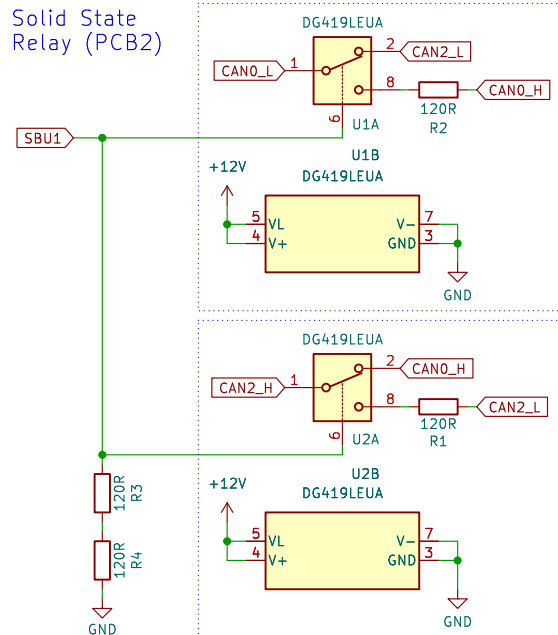 Solid State
Relay (PCB2)
DG419LEUA
2 CAN2_L
CAN0_L 1
8 CAN0_H
120R
R2
6
U1A
SBU1
U1B
DG419LEUA
+12V
5 VL V- 7
4 V+ GND 3
GND
DG419LEUA
2 CAN0_H
CAN2_H 1
8 CAN2_L
120R
R1
6
U2A
U2B
DG419LEUA
+12V
120R
R3
5 VL V- 7
4 V+ GND 3
120R
R4
GND
GND